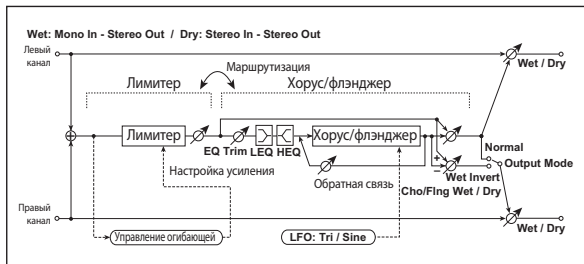 Wet: Mono In - Stereo Out / Dry: Stereo In - Stereo Out
Левый
канал
Wet / Dry
Маршрутизация
Лимитер
Хорус/флэнджер
Лимитер
EQ Trim
LEQ
HEQ
Хорус/флэнджер
Normal
Output Mode
Настройка усиления
Обратная связь
+
−
Wet Invert
Cho/Flng Wet / Dry
Правый
канал
Wet / Dry
Управление огибающей
LFO: Tri / Sine